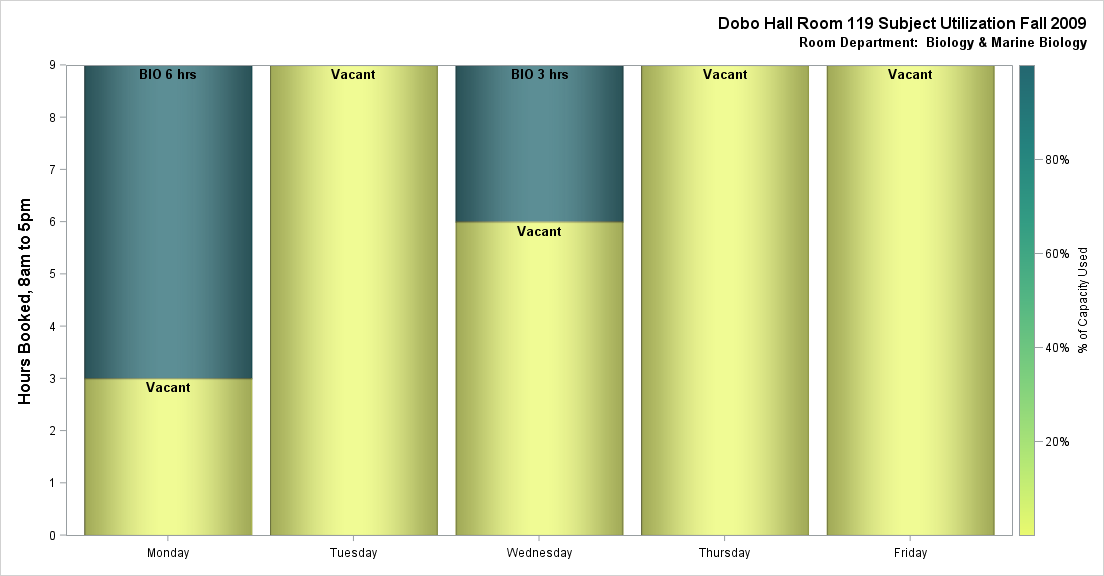 Dobo Hall Room 119 Subject Utilization Fall 2009
Room Department: Biology & Marine Biology
Hours Booked, 8am to 5pm
9
8
7
6
5
4
3
2
1
0
BIO 6 hrs
Vacant
Vacant
BIO 3 hrs
Vacant
Vacant
Vacant
Monday
Tuesday
Wednesday
Thursday
Friday
80%
60%
40%
20%
% of Capacity Used